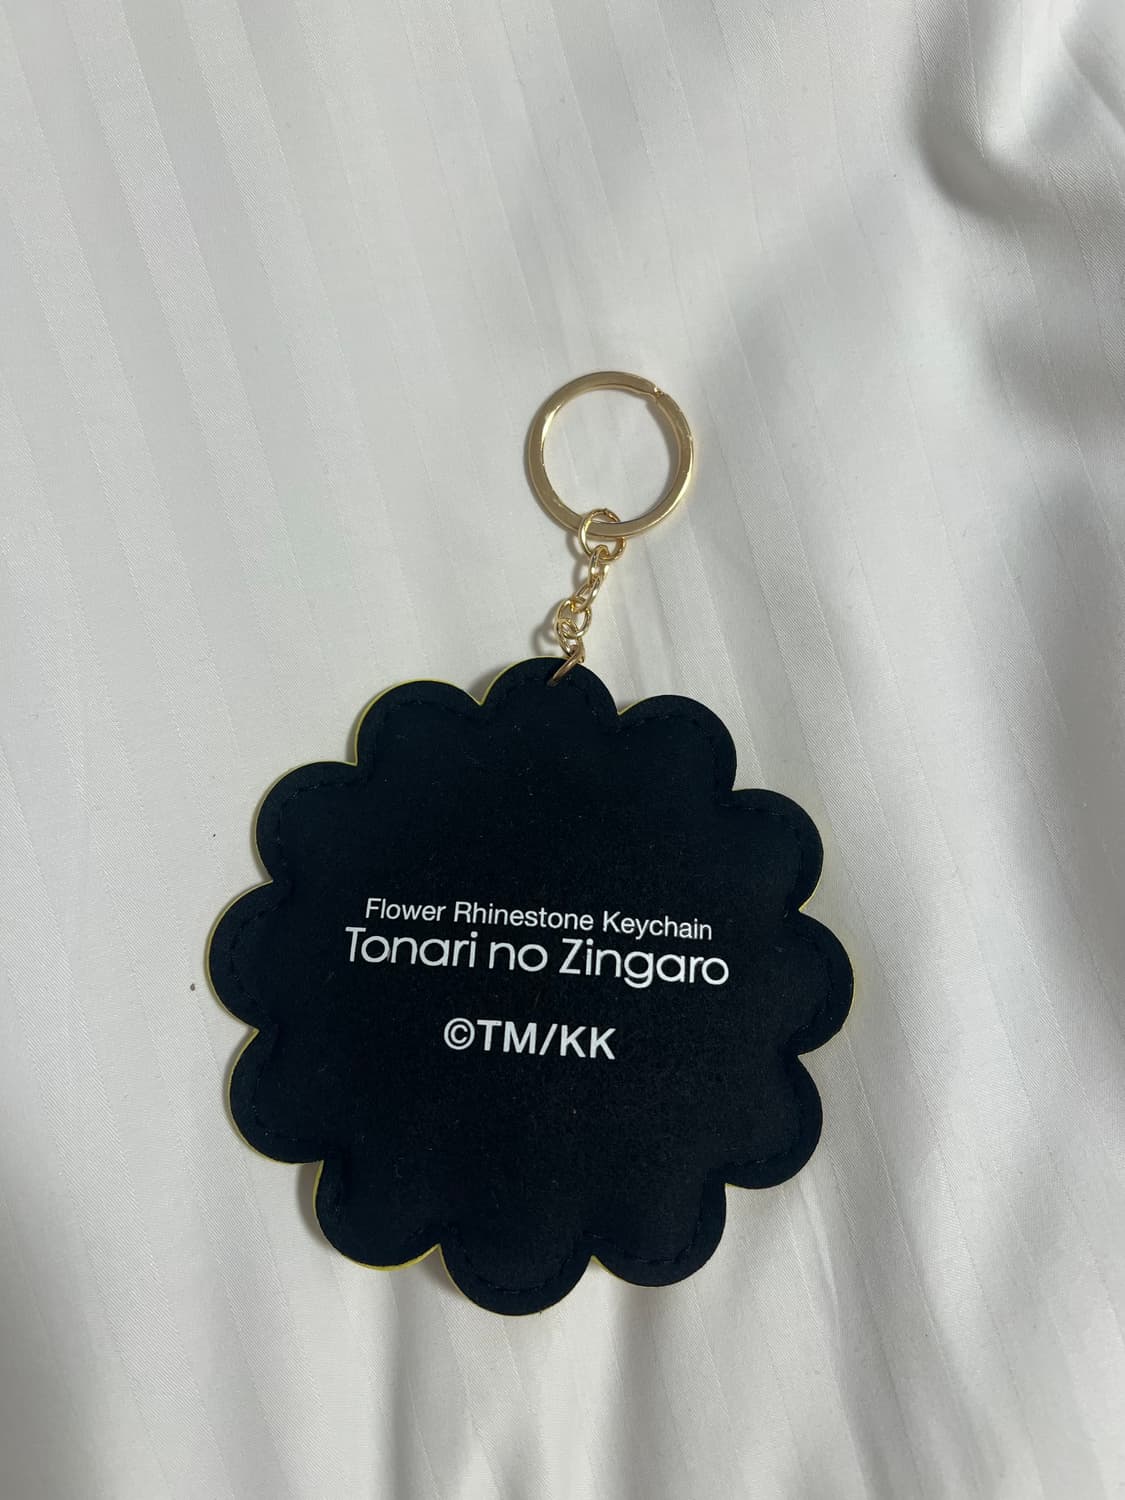 Flower Rhinestone Keychain
Tonari no Zingaro
©TM/KK